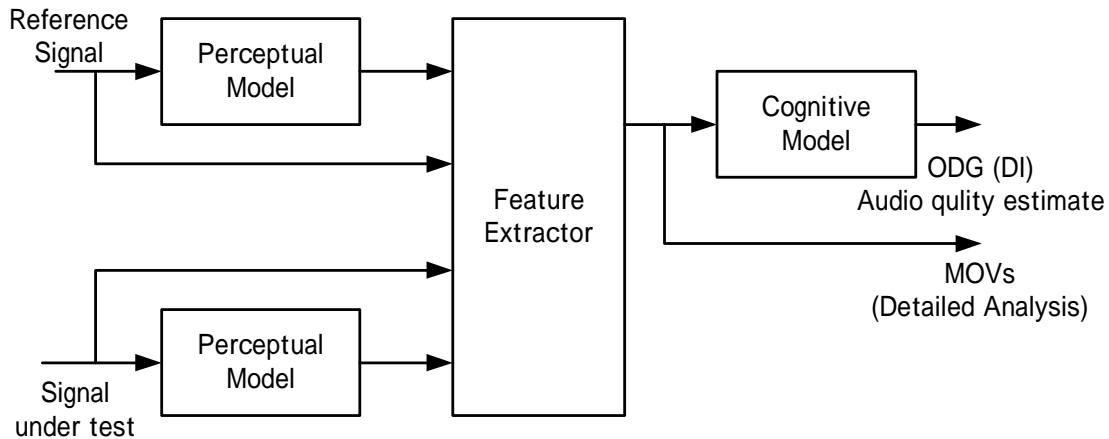 Reference
Signal
Perceptual
Model
Feature
Extractor
Cognitive
Model
ODG (DI)
Audio qulity estimate
MOVs
(Detailed Analysis)
Perceptual
Model
Signal
under test